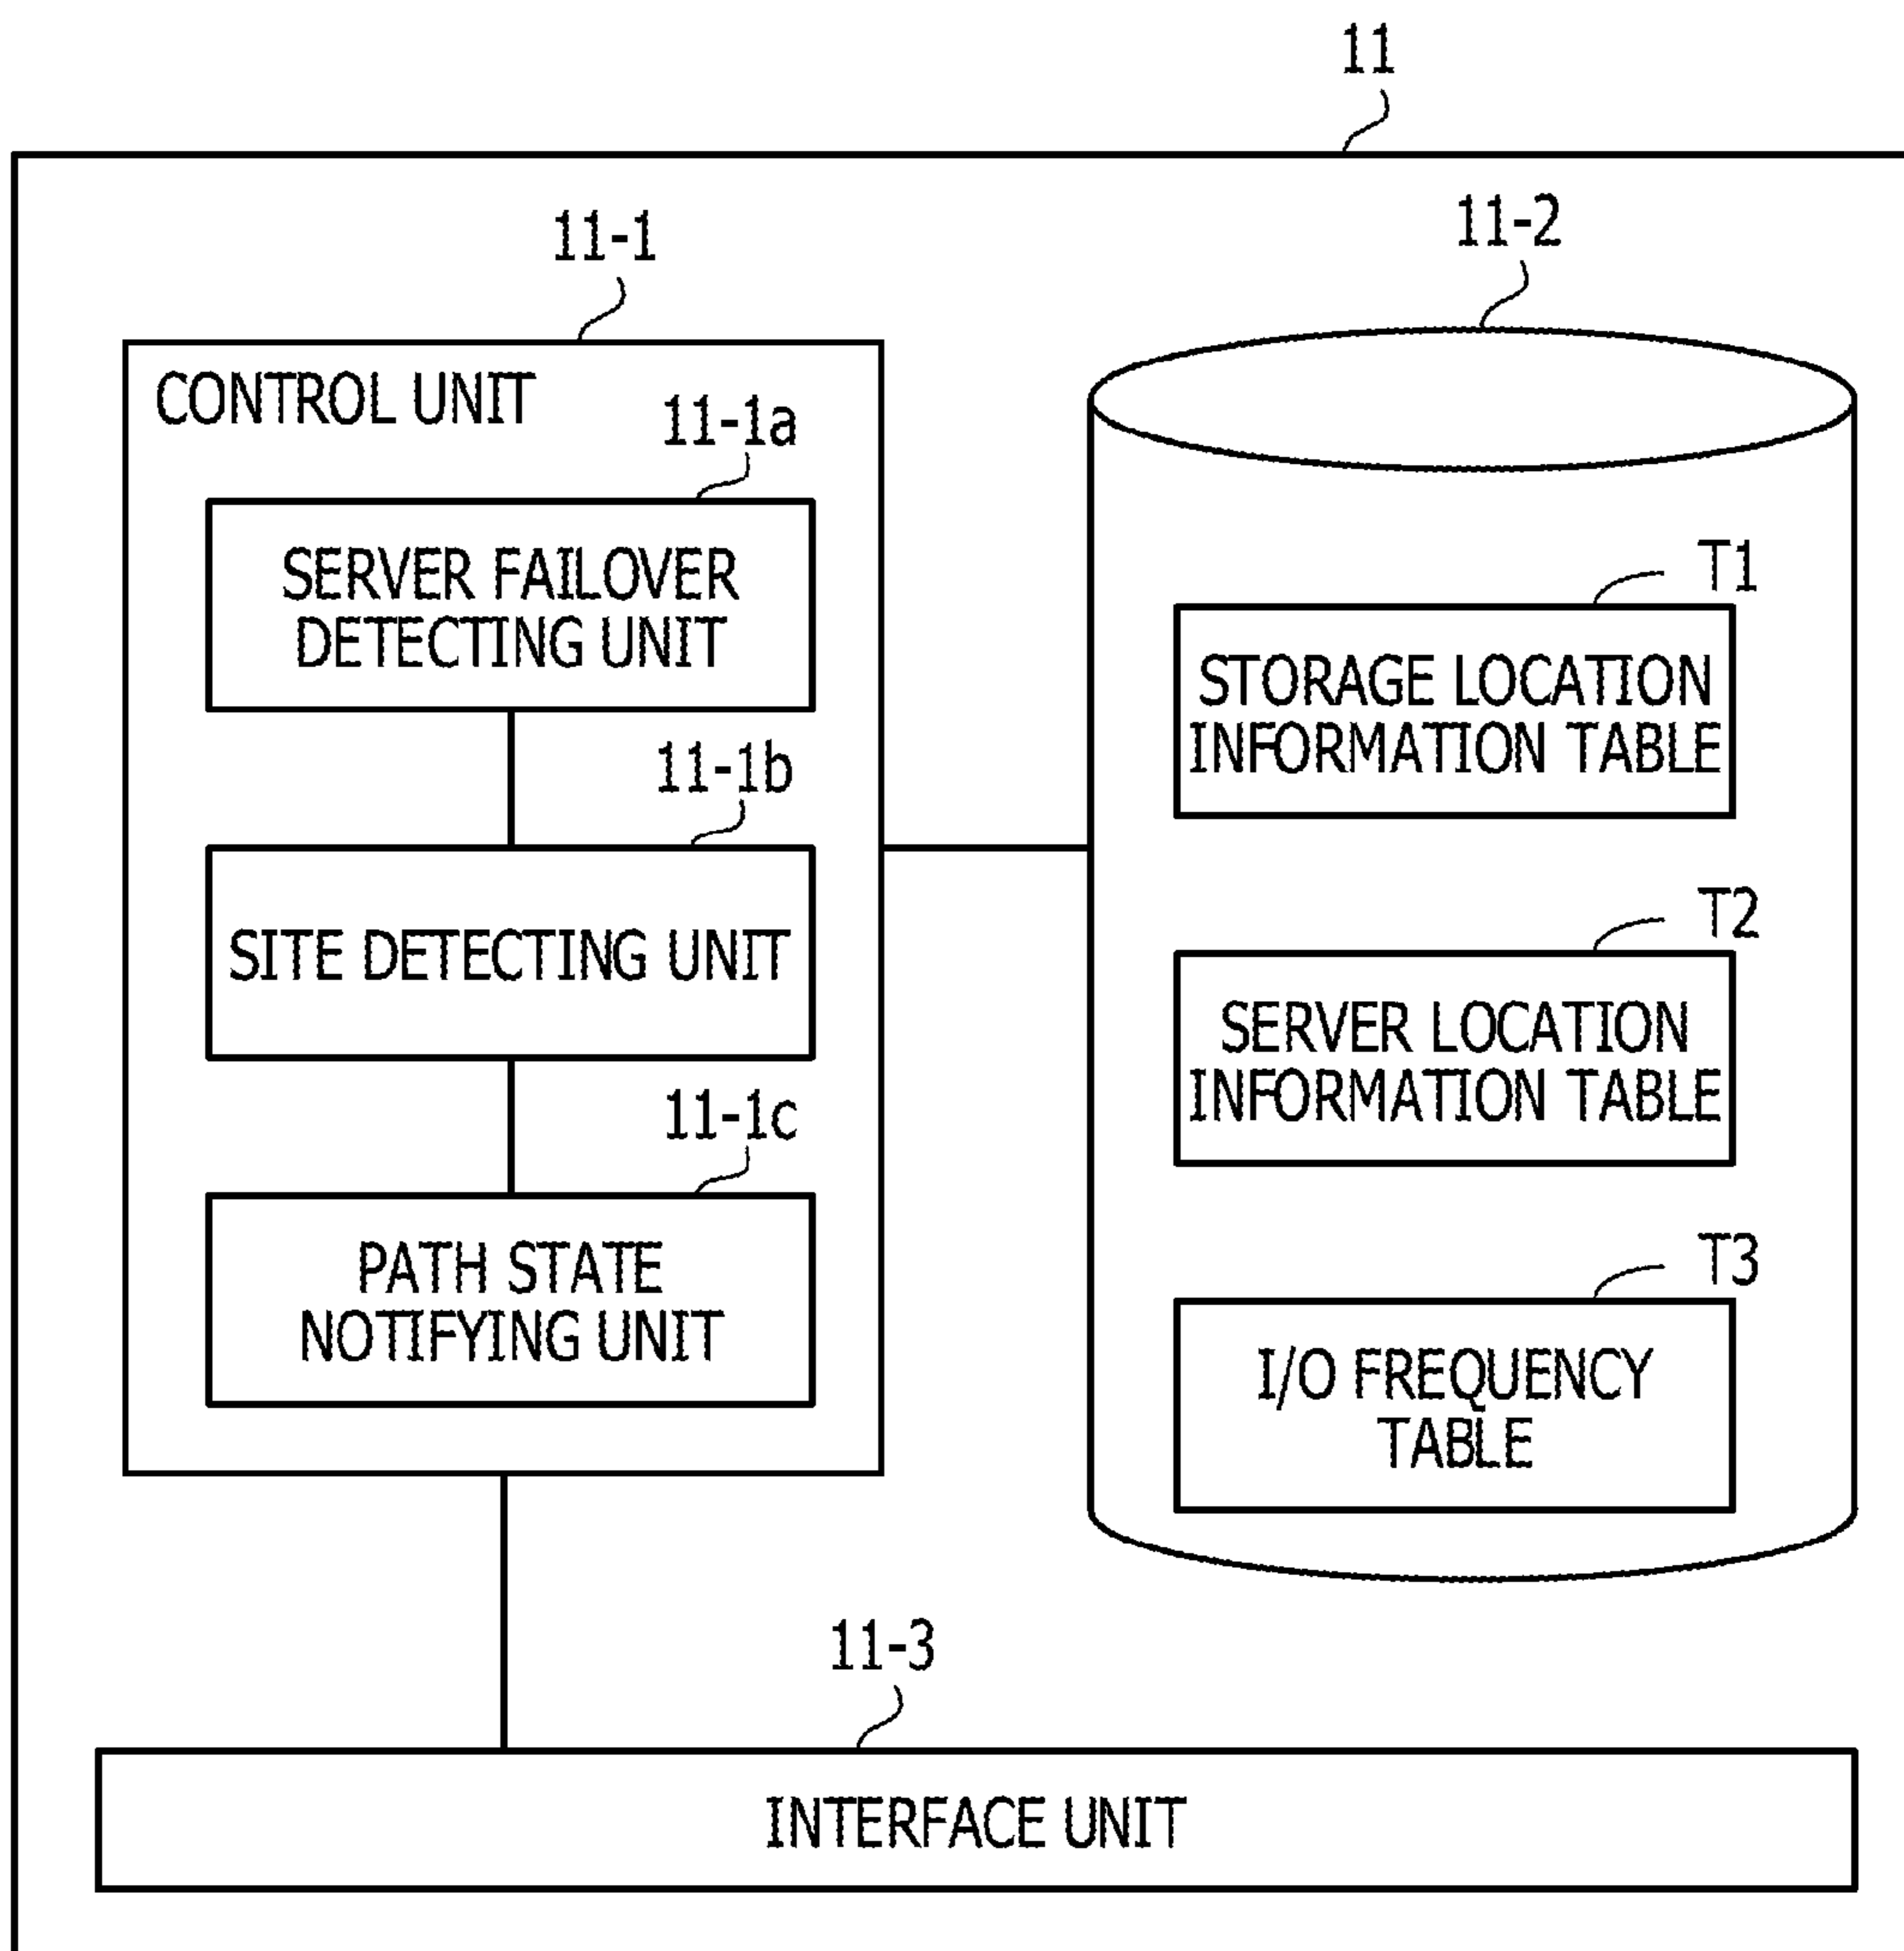 11
11-1
11-2
CONTROL UNIT
11-1a
SERVER FAILOVER
DETECTING UNIT
11-1b
SITE DETECTING UNIT
11-1c
PATH STATE
NOTIFYING UNIT
T1
STORAGE LOCATION
INFORMATION TABLE
T2
SERVER LOCATION
INFORMATION TABLE
T3
I/O FREQUENCY
TABLE
11-3
INTERFACE UNIT